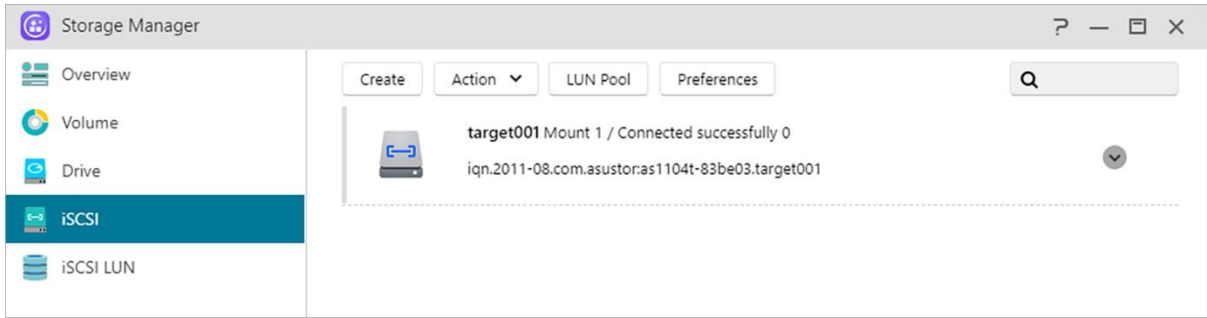 Storage Manager
Overview
Volume
Drive
iSCSI
iSCSI LUN
Create
Action
LUN Pool
Preferences
target001 Mount 1 / Connected successfully 0
iqn.2011-08.com.asustor:as1104t-83be03.target001